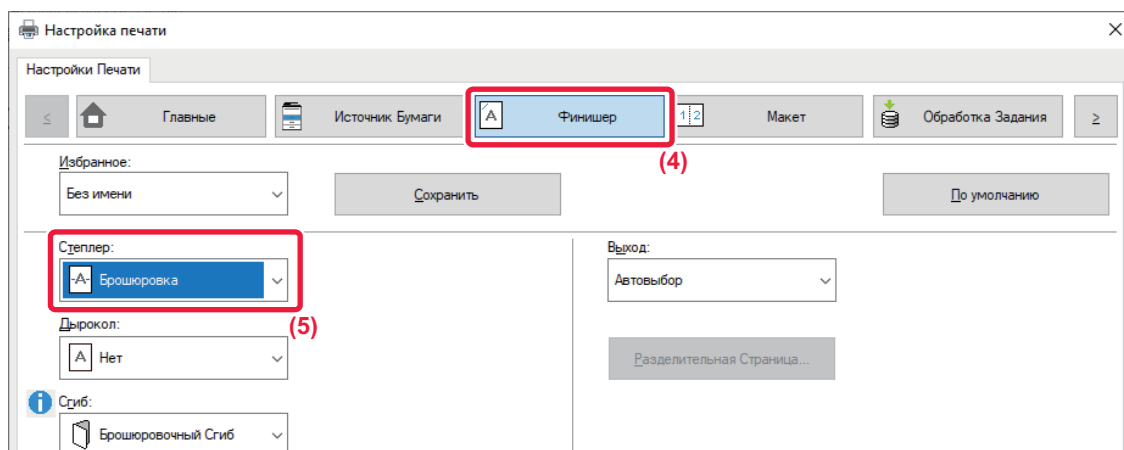 Настройка печати
Настройки Печати
< Главные Источник Бумаги A Финишер 1 2 Макет Обработка Задания >
(4)
Избранное:
Без имени Сохранить По умолчанию
Степлер: Выход:
-A- Брошюровка Автовыбор
(5)
Дырокол:
A Нет Разделительная Страница...
i Сгиб:
Брошюровочный Сгиб